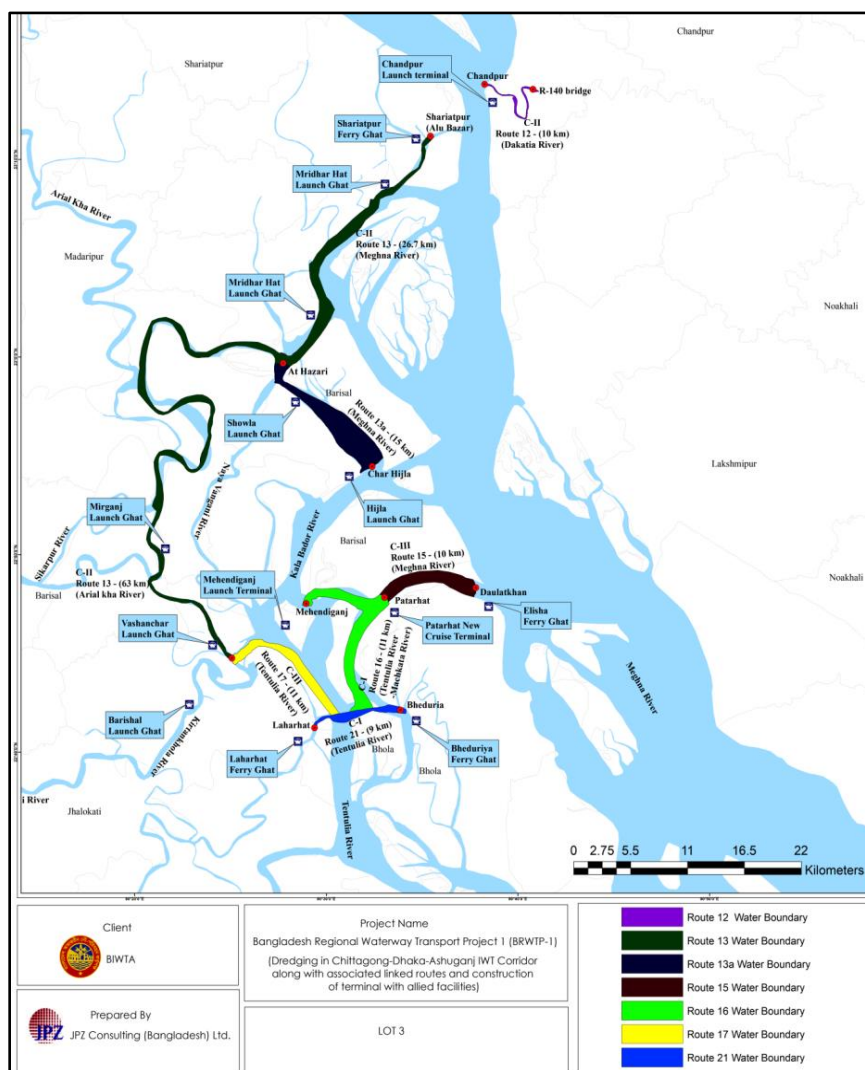 Shariatpur
Chandpur
Chandpur
Launch terminal
Chandpur
R-140 bridge
C-II
Route 12 - (10 km)
(Dakatia River)
Shariatpur
Ferry Ghat
Shariatpur
(Alu Bazar)
Mridhar Hat
Launch Ghat
Arial Kha River
C-II
Route 13 - (26.7 km)
(Meghna River)
Madaripur
Mridhar Hat
Launch Ghat
Noakhali
At Hazari
Barisal
Showla
Launch Ghat
Route 13a - (15 km)
(Meghna River)
Char Hijla
Lakshmipur
Hijla
Launch Ghat
Naya Vangani River
Mirganj
Launch Ghat
Sikarpur River
Kala Bador River
Barisal
C-III
Route 15 - (10 km)
(Meghna River)
C-II
Route 13 - (63 km)
(Arial kha River)
Barisal
Mehendiganj
Launch Terminal
Noakhali
Mehendiganj
Patarhat
Daulatkhan
Elisha
Ferry Ghat
Patarhat New
Cruise Terminal
Vashanchar
Launch Ghat
C-III
Route 17 - (11 km)
(Tentulia River)
C-I
Route 16 - (11 km)
(Tentulia River
-Machkata River)
Meghna River
Barishal
Launch Ghat
Kirtankhola River
Laharhat
Bheduria
C-I
Route 21 - (9 km)
(Tentulia River)
Laharhat
Ferry Ghat
Bheduriya
Ferry Ghat
Bhola
Bhola
Jhalokati
i River
Tentulia River
0 2.75 5.5 11 16.5 22
Kilometers
Client
BIWTA
Prepared By
JPZ
JPZ Consulting (Bangladesh) Ltd.
Project Name
Bangladesh Regional Waterway Transport Project 1 (BRWTP-1)
(Dredging in Chittagong-Dhaka-Ashuganj IWT Corridor
along with associated linked routes and construction
of terminal with allied facilities)
LOT 3
Route 12 Water Boundary
Route 13 Water Boundary
Route 13a Water Boundary
Route 15 Water Boundary
Route 16 Water Boundary
Route 17 Water Boundary
Route 21 Water Boundary